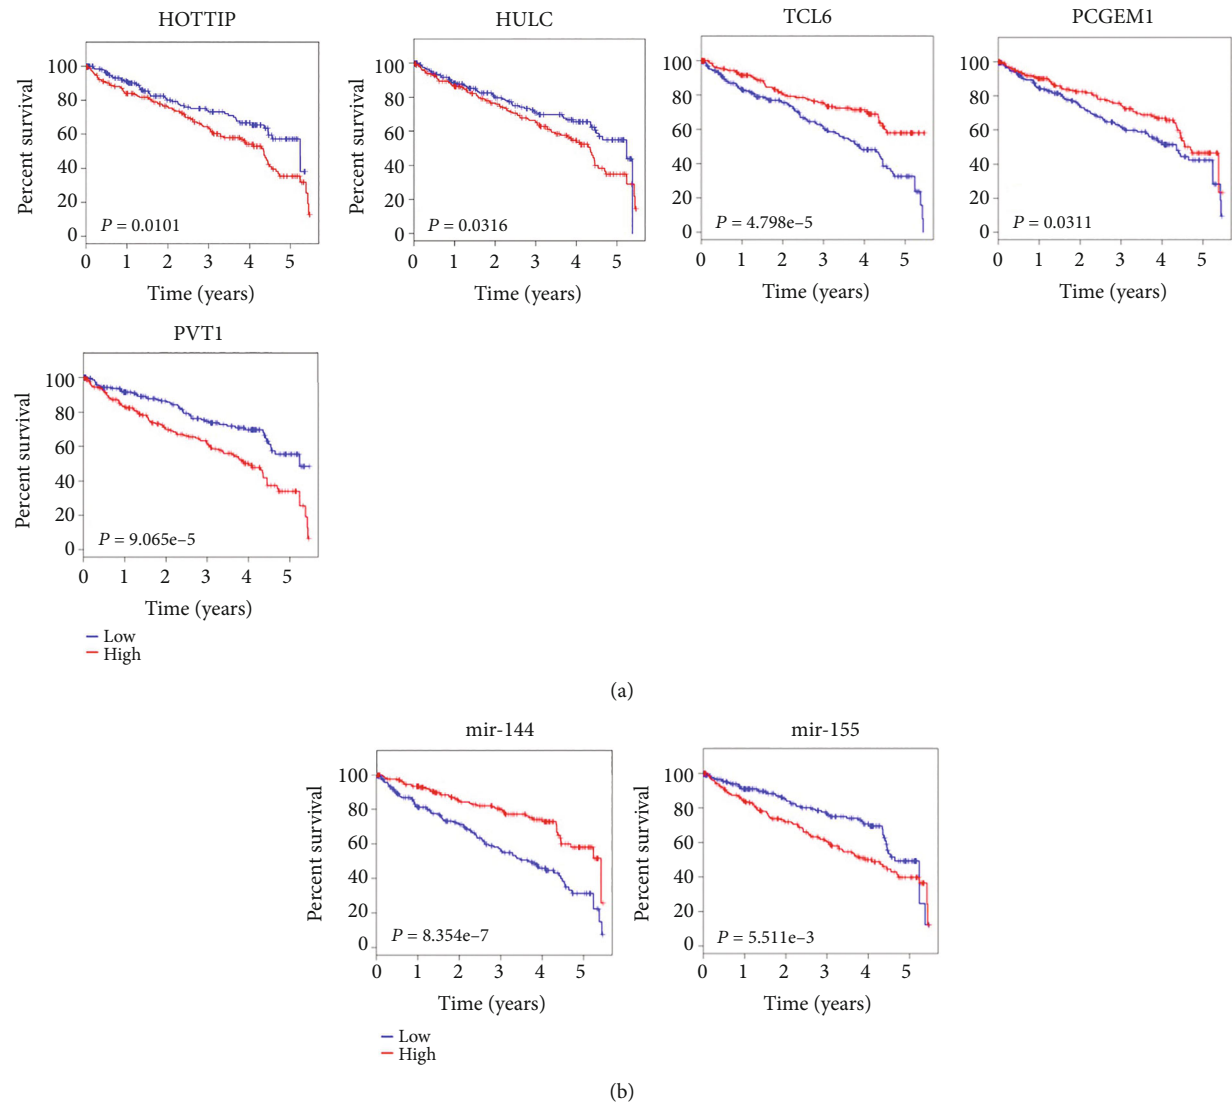 HOTTIP
Percent survival
100
80
60
40
20
0
P = 0.0101
0 1 2 3 4 5
Time (years)
HULC
Percent survival
100
80
60
40
20
0
P = 0.0316
0 1 2 3 4 5
Time (years)
TCL6
Percent survival
100
80
60
40
20
0
P = 4.798e–5
0 1 2 3 4 5
Time (years)
PCGEM1
Percent survival
100
80
60
40
20
0
P = 0.0311
0 1 2 3 4 5
Time (years)
PVT1
Percent survival
100
80
60
40
20
0
P = 9.065e–5
0 1 2 3 4 5
Time (years)
Low
High
(a)
mir-144
Percent survival
100
80
60
40
20
0
P = 8.354e–7
0 1 2 3 4 5
Time (years)
mir-155
Percent survival
100
80
60
40
20
0
P = 5.511e–3
0 1 2 3 4 5
Time (years)
Low
High
(b)